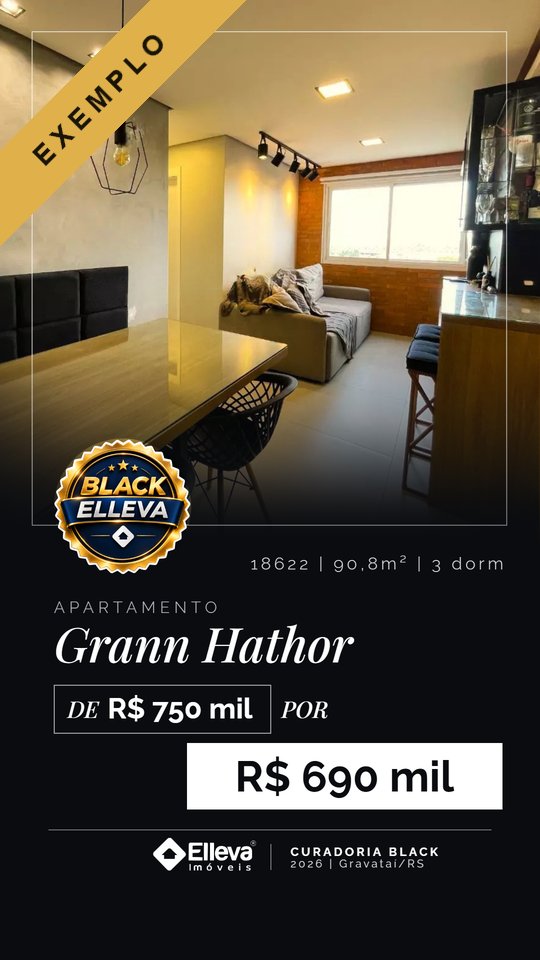 EXEMPLO
BLACK
ELLEVA
18622 | 90,8m² | 3 dorm
APARTAMENTO
Grann Hathor
DE R$ 750 mil POR
R$ 690 mil
Elleva®
Imóveis
CURADORIA BLACK
2026 | Gravataí/RS